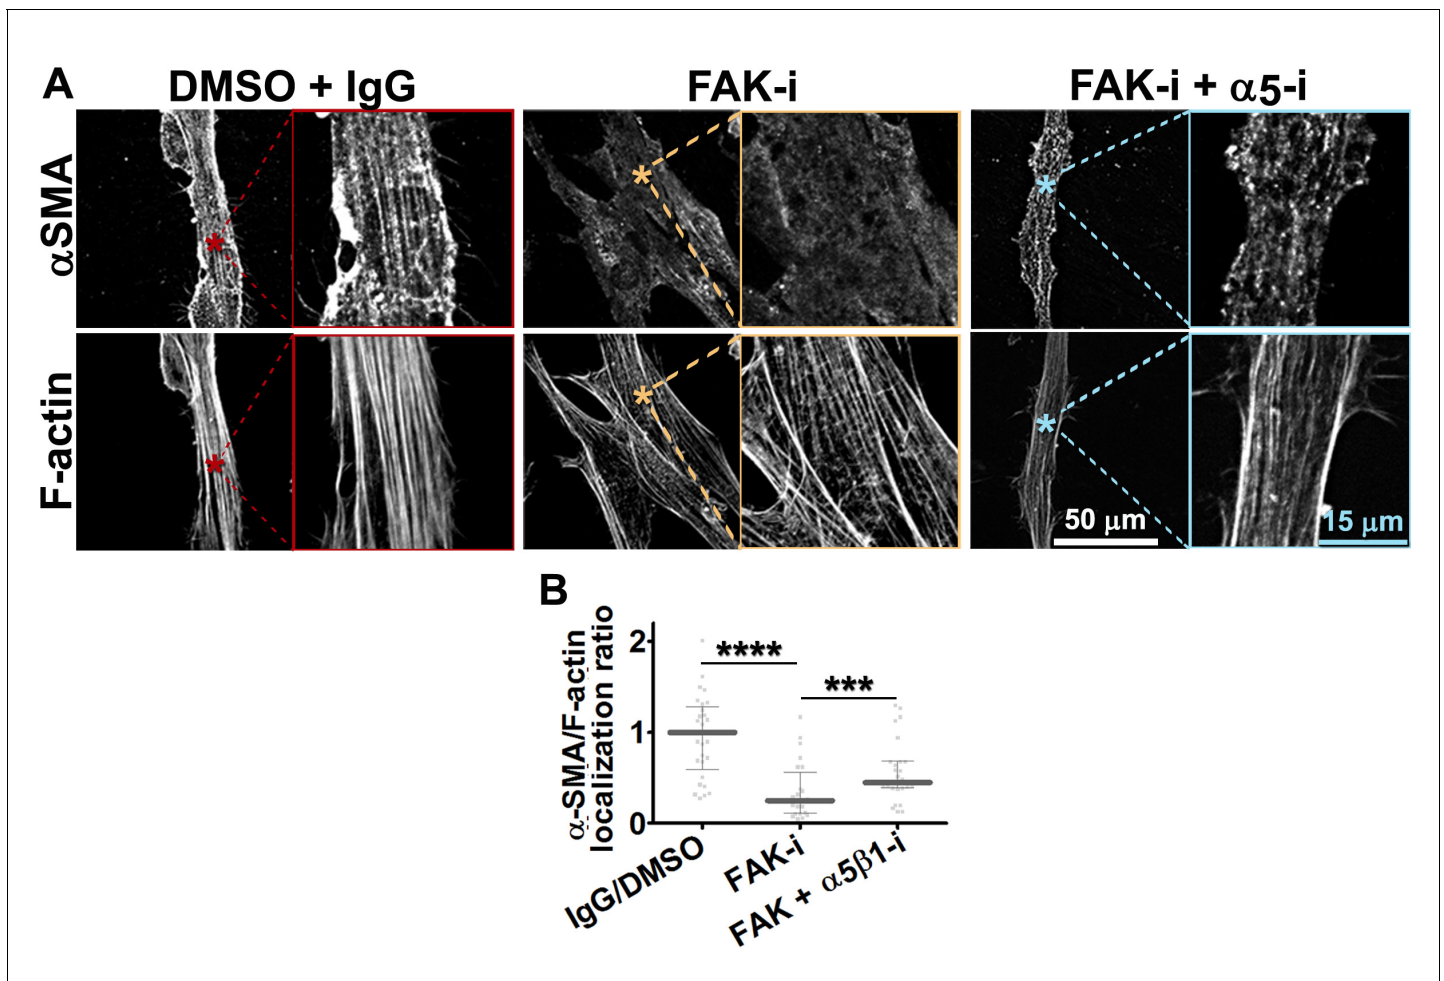 A
DMSO + IgG
FAK-i
FAK-i + α5-i
αSMA
F-actin
50 μm
15 μm
B
α-SMA/F-actin
localization ratio
2
1
0
****
***
IgG/DMSO
FAK-i
FAK + α5β1-i